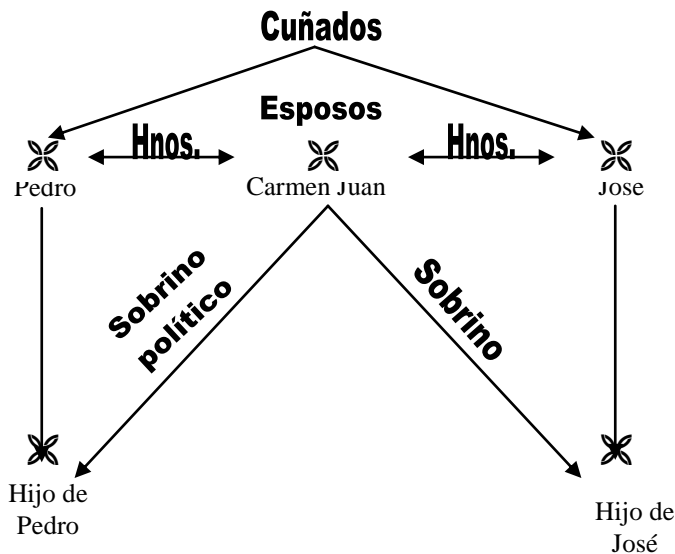 Cuñados
Esposos
Hnos.
Hnos.
Pedro
Carmen Juan
Jose
Sobrino
político
Sobrino
Hijo de
Pedro
Hijo de
José